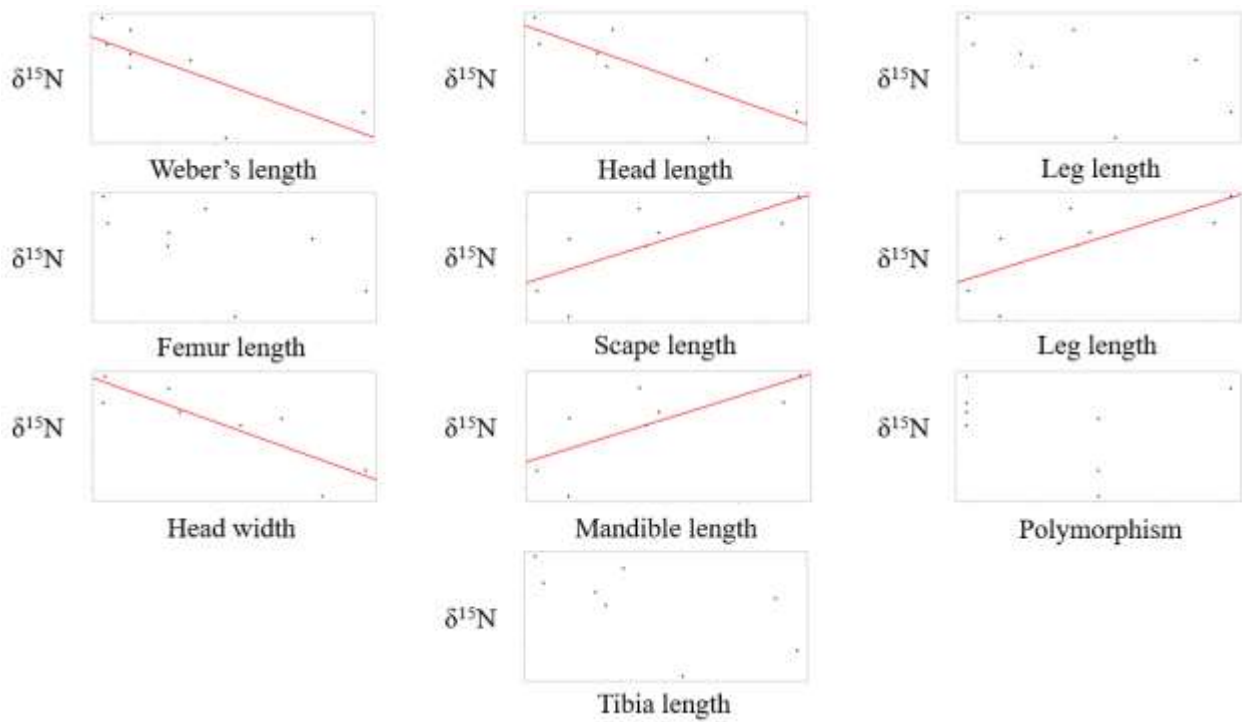 δ¹⁵N δ¹⁵N δ¹⁵N
Weber's length Head length Leg length
δ¹⁵N δ¹⁵N δ¹⁵N
Femur length Scape length Leg length
δ¹⁵N δ¹⁵N δ¹⁵N
Head width Mandible length Polymorphism
δ¹⁵N
Tibia length